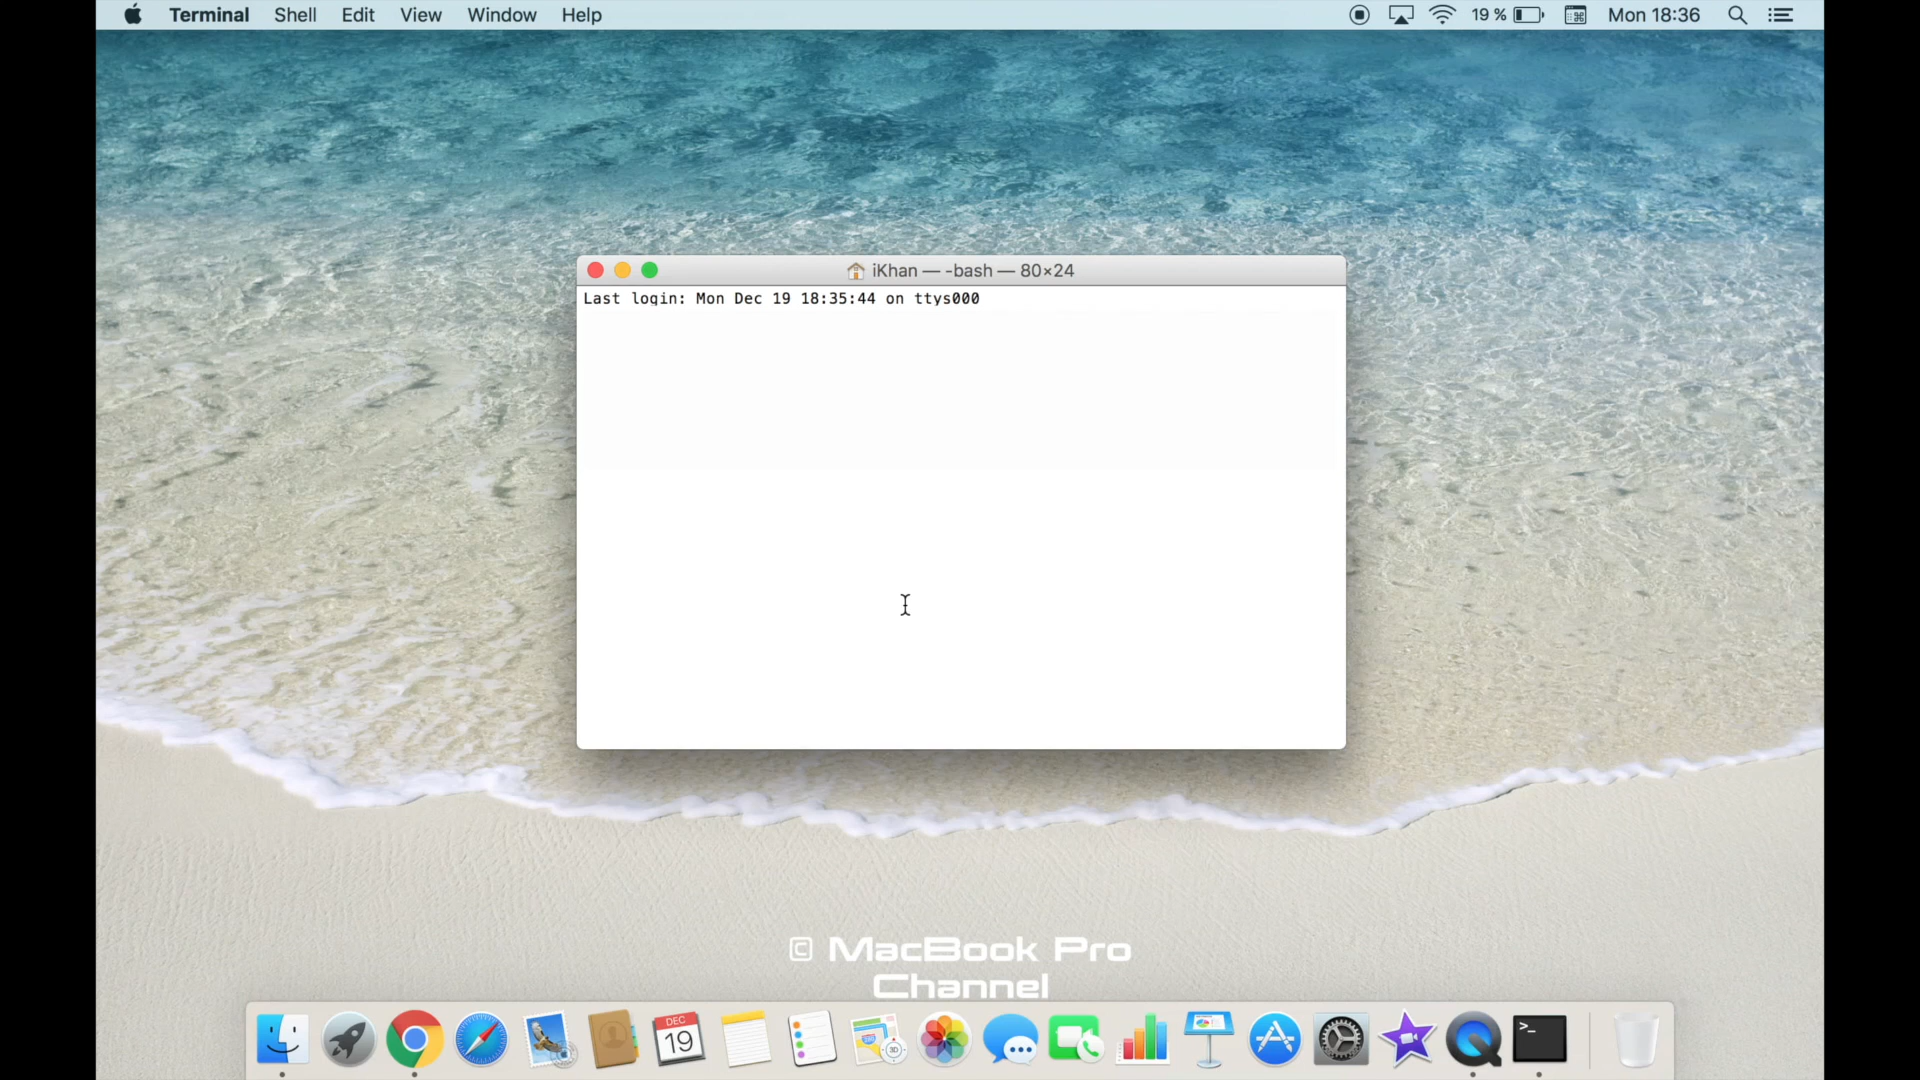 Terminal Shell Edit View Window Help 19 % Mon 18:36
iKhan — -bash — 80×24
Last login: Mon Dec 19 18:35:44 on ttys000
© MacBook Pro
Channel
DEC
19
3D
>_